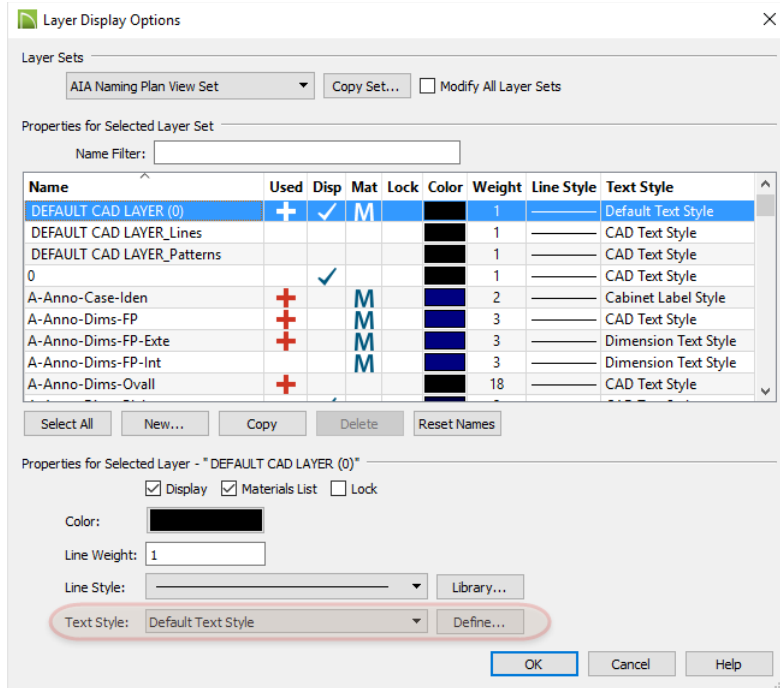 Layer Display Options
Layer Sets
AIA Naming Plan View Set Copy Set... Modify All Layer Sets
Properties for Selected Layer Set
Name Filter:
Name Used Disp Mat Lock Color Weight Line Style Text Style
DEFAULT CAD LAYER (0) M 1 Default Text Style
DEFAULT CAD LAYER_Lines 1 CAD Text Style
DEFAULT CAD LAYER_Patterns 1 CAD Text Style
0 1 CAD Text Style
A-Anno-Case-Iden M 2 Cabinet Label Style
A-Anno-Dims-FP M 3 CAD Text Style
A-Anno-Dims-FP-Exte M 3 Dimension Text Style
A-Anno-Dims-FP-Int M 3 Dimension Text Style
A-Anno-Dims-Ovall 18 CAD Text Style
Select All New... Copy Delete Reset Names
Properties for Selected Layer - "DEFAULT CAD LAYER (0)"
Display Materials List Lock
Color:
Line Weight: 1
Line Style: Library...
Text Style: Default Text Style Define...
OK Cancel Help